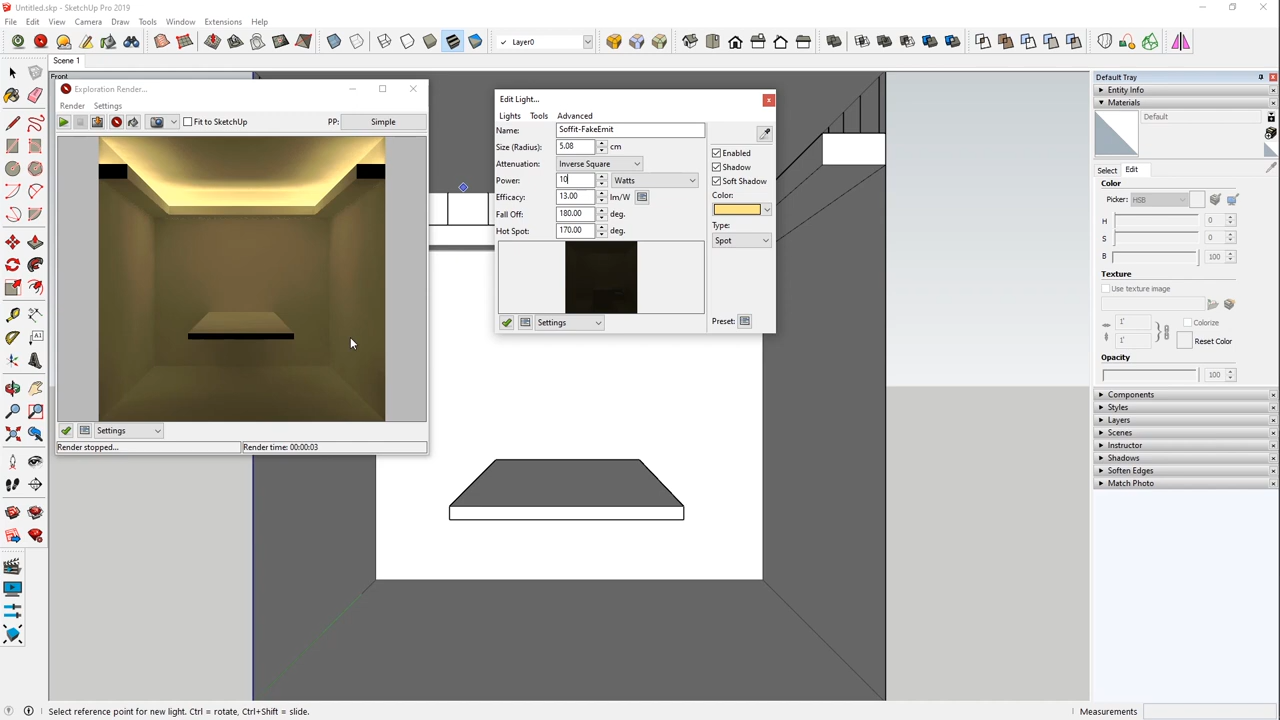 Untitled.skp - SketchUp Pro 2019
File Edit View Camera Draw Tools Window Extensions Help
Layer0
Scene 1
Front
Exploration Render...
Render Settings
Fit to SketchUp PP: Simple
Settings
Render stopped... Render time: 00:00:03
Edit Light...
Lights Tools Advanced
Name: Soffit-FakeEmit
Size (Radius): 5.08 cm
Attenuation: Inverse Square
Power: 10 Watts
Efficacy: 13.00 lm/W
Fall Off: 180.00 deg.
Hot Spot: 170.00 deg.
Enabled
Shadow
Soft Shadow
Color:
Type:
Spot
Preset:
Settings
Default Tray
Entity Info
Materials
Default
Select Edit
Color
Picker: HSB
H 0
S 0
B 100
Texture
Use texture image
1'
1'
Colorize
Reset Color
Opacity
100
Components
Styles
Layers
Scenes
Instructor
Shadows
Soften Edges
Match Photo
Select reference point for new light. Ctrl = rotate, Ctrl+Shift = slide.
Measurements